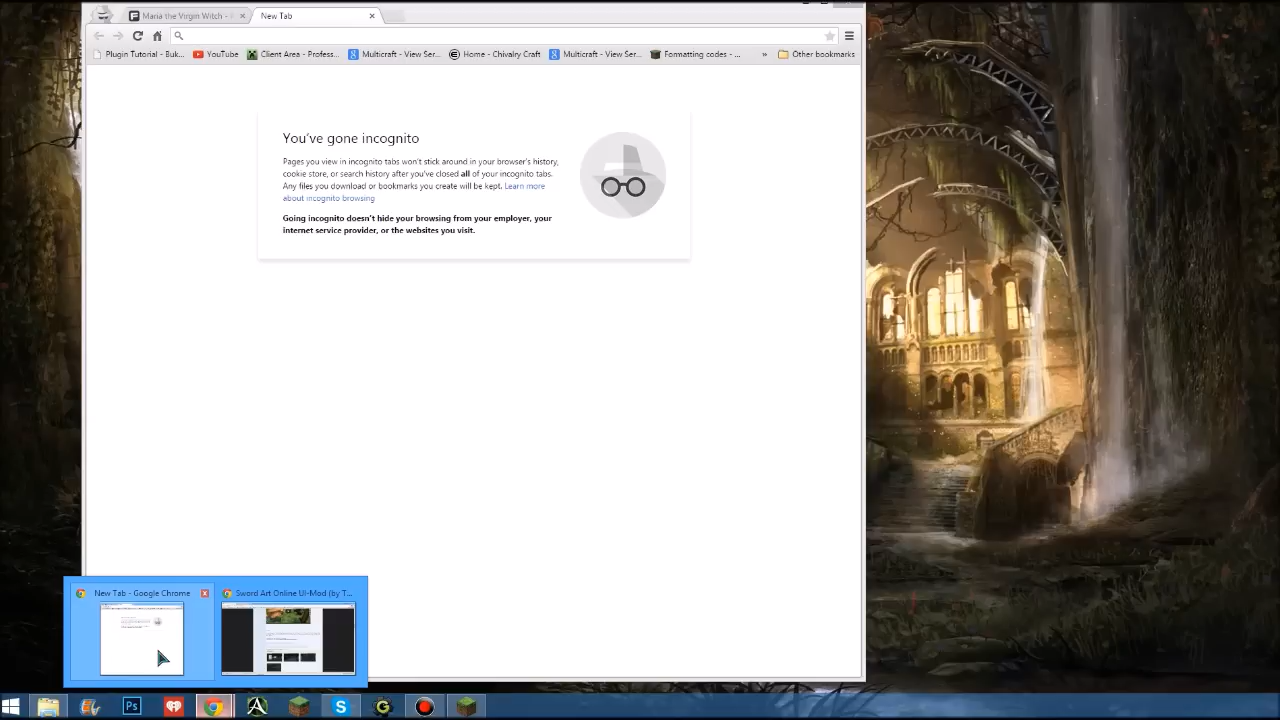 Maria the Virgin Witch -
New Tab
Plugin Tutorial - Buk...
YouTube
Client Area - Profess...
Multicraft - View Ser...
Home - Chivalry Craft
Multicraft - View Ser...
Formatting codes - ...
»
Other bookmarks
You've gone incognito
Pages you view in incognito tabs won't stick around in your browser's history,
cookie store, or search history after you've closed all of your incognito tabs.
Any files you download or bookmarks you create will be kept. Learn more
about incognito browsing
Going incognito doesn't hide your browsing from your employer, your
internet service provider, or the websites you visit.
New Tab - Google Chrome
Sword Art Online UI-Mod (by T...
Ps